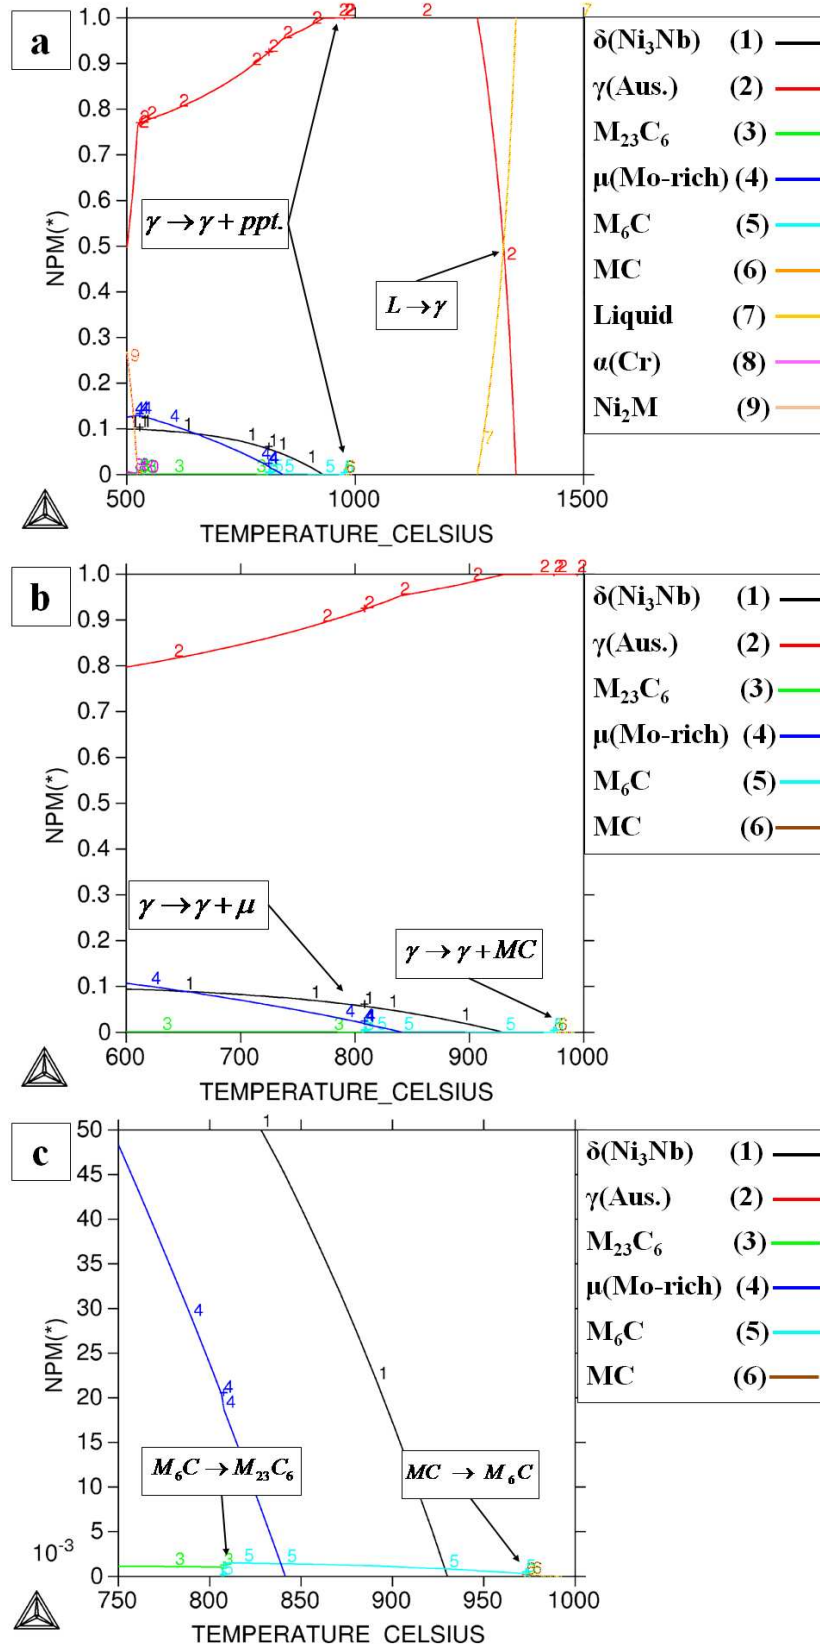 a
1.0
0.9
0.8
0.7
0.6
0.5
0.4
0.3
0.2
0.1
0
NPM(*)
500
1000
1500
TEMPERATURE_CELSIUS
γ → γ + ppt.
L → γ
δ(Ni₃Nb) (1)
γ(Aus.) (2)
M₂₃C₆ (3)
μ(Mo-rich) (4)
M₆C (5)
MC (6)
Liquid (7)
α(Cr) (8)
Ni₂M (9)
b
1.0
0.9
0.8
0.7
0.6
0.5
0.4
0.3
0.2
0.1
0
NPM(*)
600
700
800
900
1000
TEMPERATURE_CELSIUS
γ → γ + μ
γ → γ + MC
δ(Ni₃Nb) (1)
γ(Aus.) (2)
M₂₃C₆ (3)
μ(Mo-rich) (4)
M₆C (5)
MC (6)
c
50
45
40
35
30
25
20
15
10
5
0
10⁻³
NPM(*)
750
800
850
900
950
1000
TEMPERATURE_CELSIUS
M₆C → M₂₃C₆
MC → M₆C
δ(Ni₃Nb) (1)
γ(Aus.) (2)
M₂₃C₆ (3)
μ(Mo-rich) (4)
M₆C (5)
MC (6)